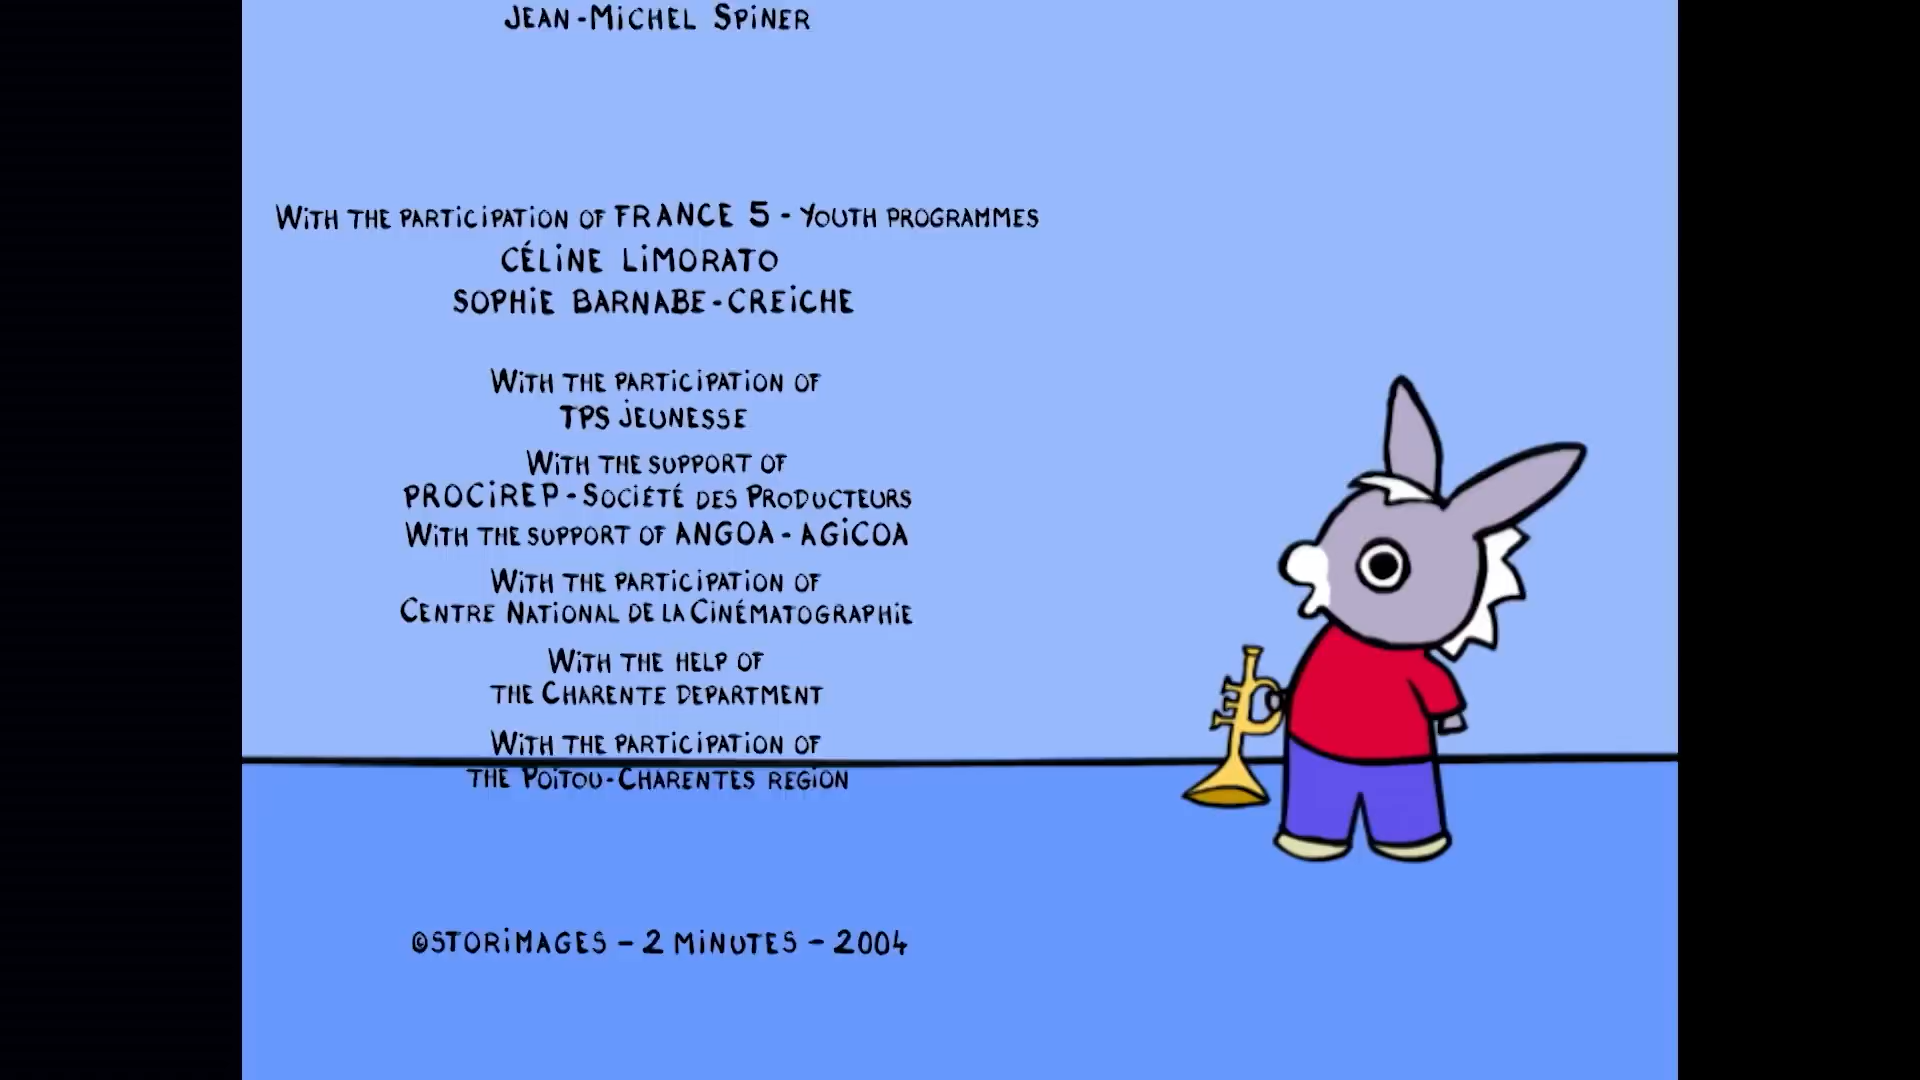 Jean-Michel Spiner
With the participation of FRANCE 5 - Youth programmes
CÉLINE LIMORATO
SOPHIE BARNABE-CREICHE
With the participation of
TPS JEUNESSE
With the support of
PROCIREP - Société des Producteurs
With the support of ANGOA - AGICOA
With the participation of
Centre National de la Cinématographie
With the help of
the Charente department
With the participation of
the Poitou-Charentes region
©STORIMAGES - 2 MINUTES - 2004